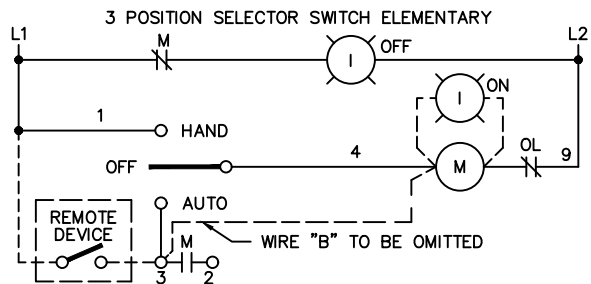 3 POSITION SELECTOR SWITCH ELEMENTARY
L1
L2
M
I
OFF
I
ON
1
HAND
OFF
4
M
OL
9
AUTO
REMOTE
DEVICE
M
WIRE "B" TO BE OMITTED
3
2